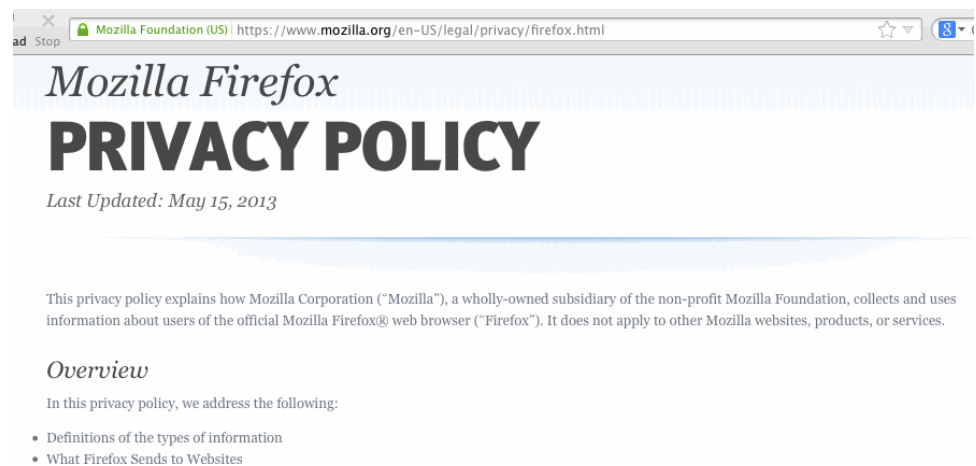 Mozilla Foundation (US) https://www.mozilla.org/en-US/legal/privacy/firefox.html
Stop
Mozilla Firefox
PRIVACY POLICY
Last Updated: May 15, 2013
This privacy policy explains how Mozilla Corporation (“Mozilla”), a wholly-owned subsidiary of the non-profit Mozilla Foundation, collects and uses
information about users of the official Mozilla Firefox® web browser (“Firefox”). It does not apply to other Mozilla websites, products, or services.
Overview
In this privacy policy, we address the following:
• Definitions of the types of information
• What Firefox Sends to Websites